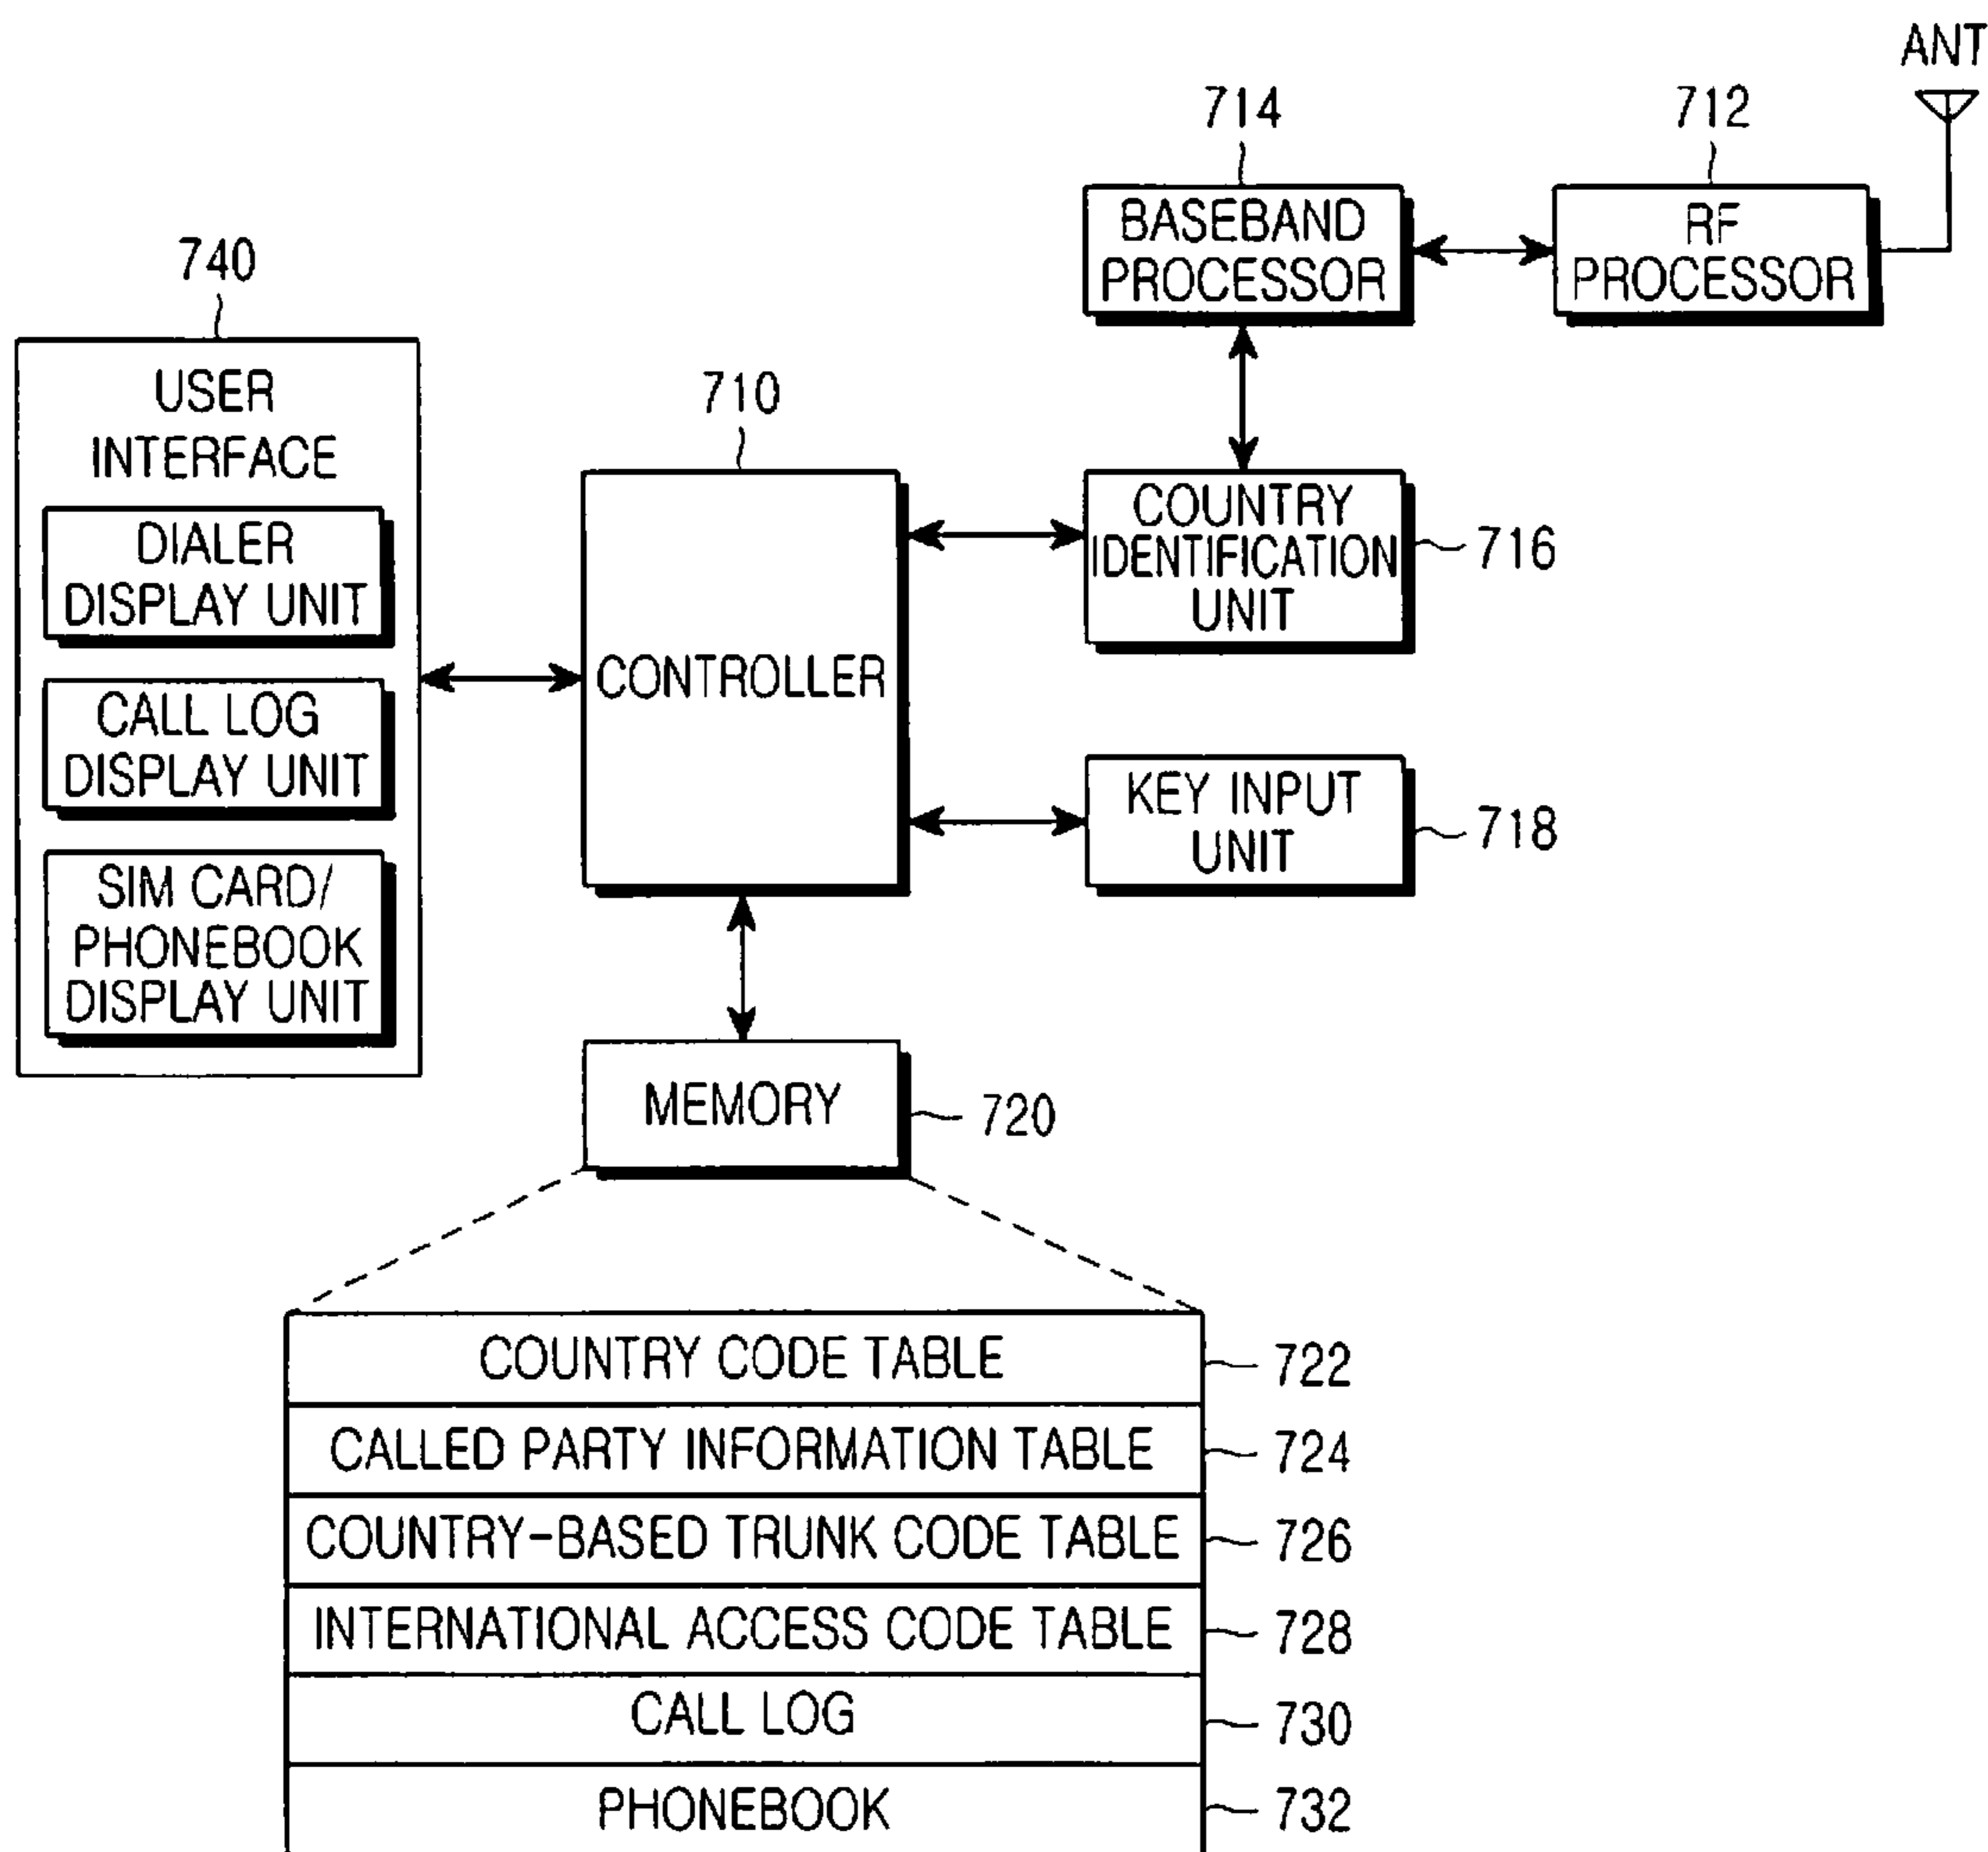 ANT
714
712
BASEBAND
PROCESSOR
RF
PROCESSOR
740
USER
INTERFACE
DIALER
DISPLAY UNIT
CALL LOG
DISPLAY UNIT
SIM CARD/
PHONEBOOK
DISPLAY UNIT
710
CONTROLLER
COUNTRY
IDENTIFICATION
UNIT
716
KEY INPUT
UNIT
718
MEMORY
720
COUNTRY CODE TABLE
722
CALLED PARTY INFORMATION TABLE
724
COUNTRY-BASED TRUNK CODE TABLE
726
INTERNATIONAL ACCESS CODE TABLE
728
CALL LOG
730
PHONEBOOK
732